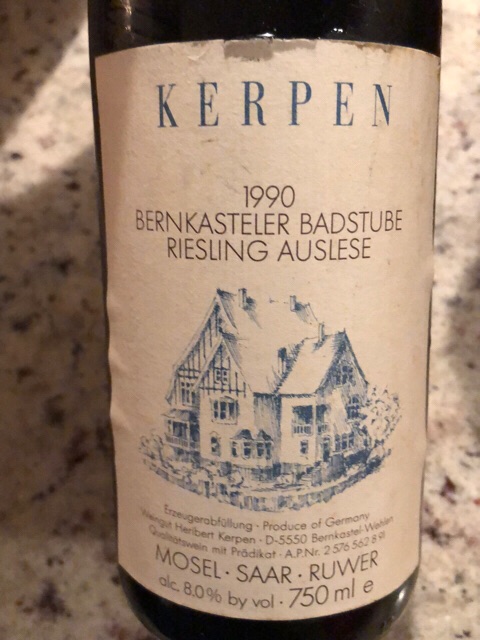 KERPEN
1990
BERNKASTELER BADSTUBE
RIESLING AUSLESE
Erzeugerabfüllung · Produce of Germany
Weingut Heribert Kerpen · D-5550 Bernkastel-Wehlen
Qualitätswein mit Prädikat · A.P.Nr. 2 576 562 8 91
MOSEL · SAAR · RUWER
alc. 8.0% by vol · 750 ml e